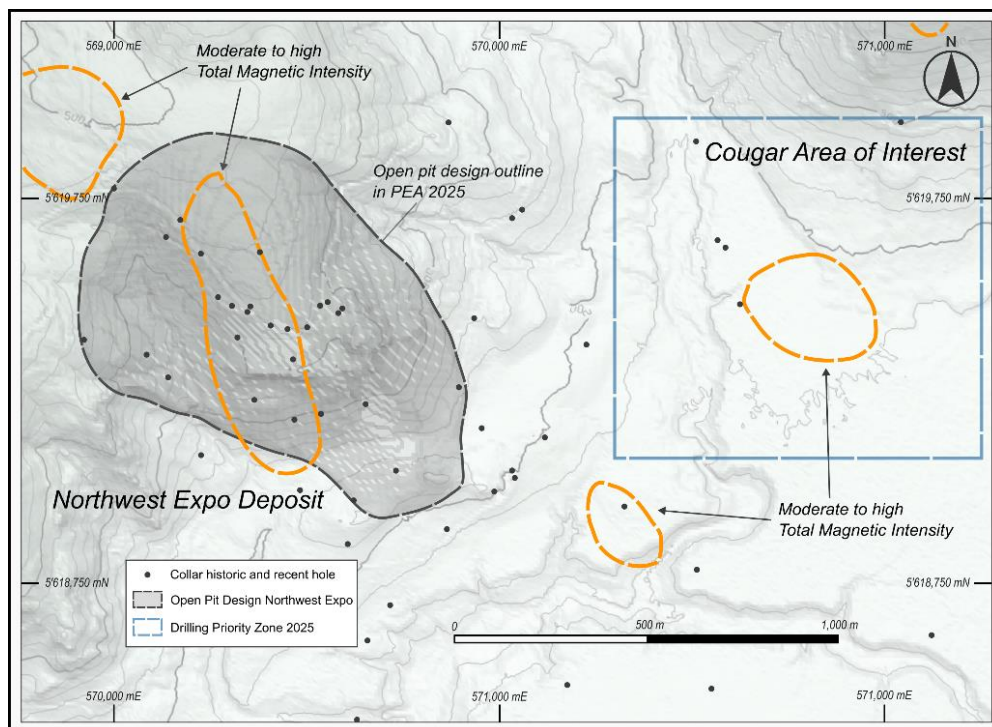 569,000 mE
570,000 mE
571,000 mE
N
Moderate to high
Total Magnetic Intensity
Cougar Area of Interest
Open pit design outline
in PEA 2025
5'619,750 mN
5'619,750 mN
500
500
Northwest Expo Deposit
Moderate to high
Total Magnetic Intensity
Collar historic and recent hole
Open Pit Design Northwest Expo
Drilling Priority Zone 2025
5'618,750 mN
5'618,750 mN
0
500 m
1,000 m
570,000 mE
571,000 mE
571,000 mE